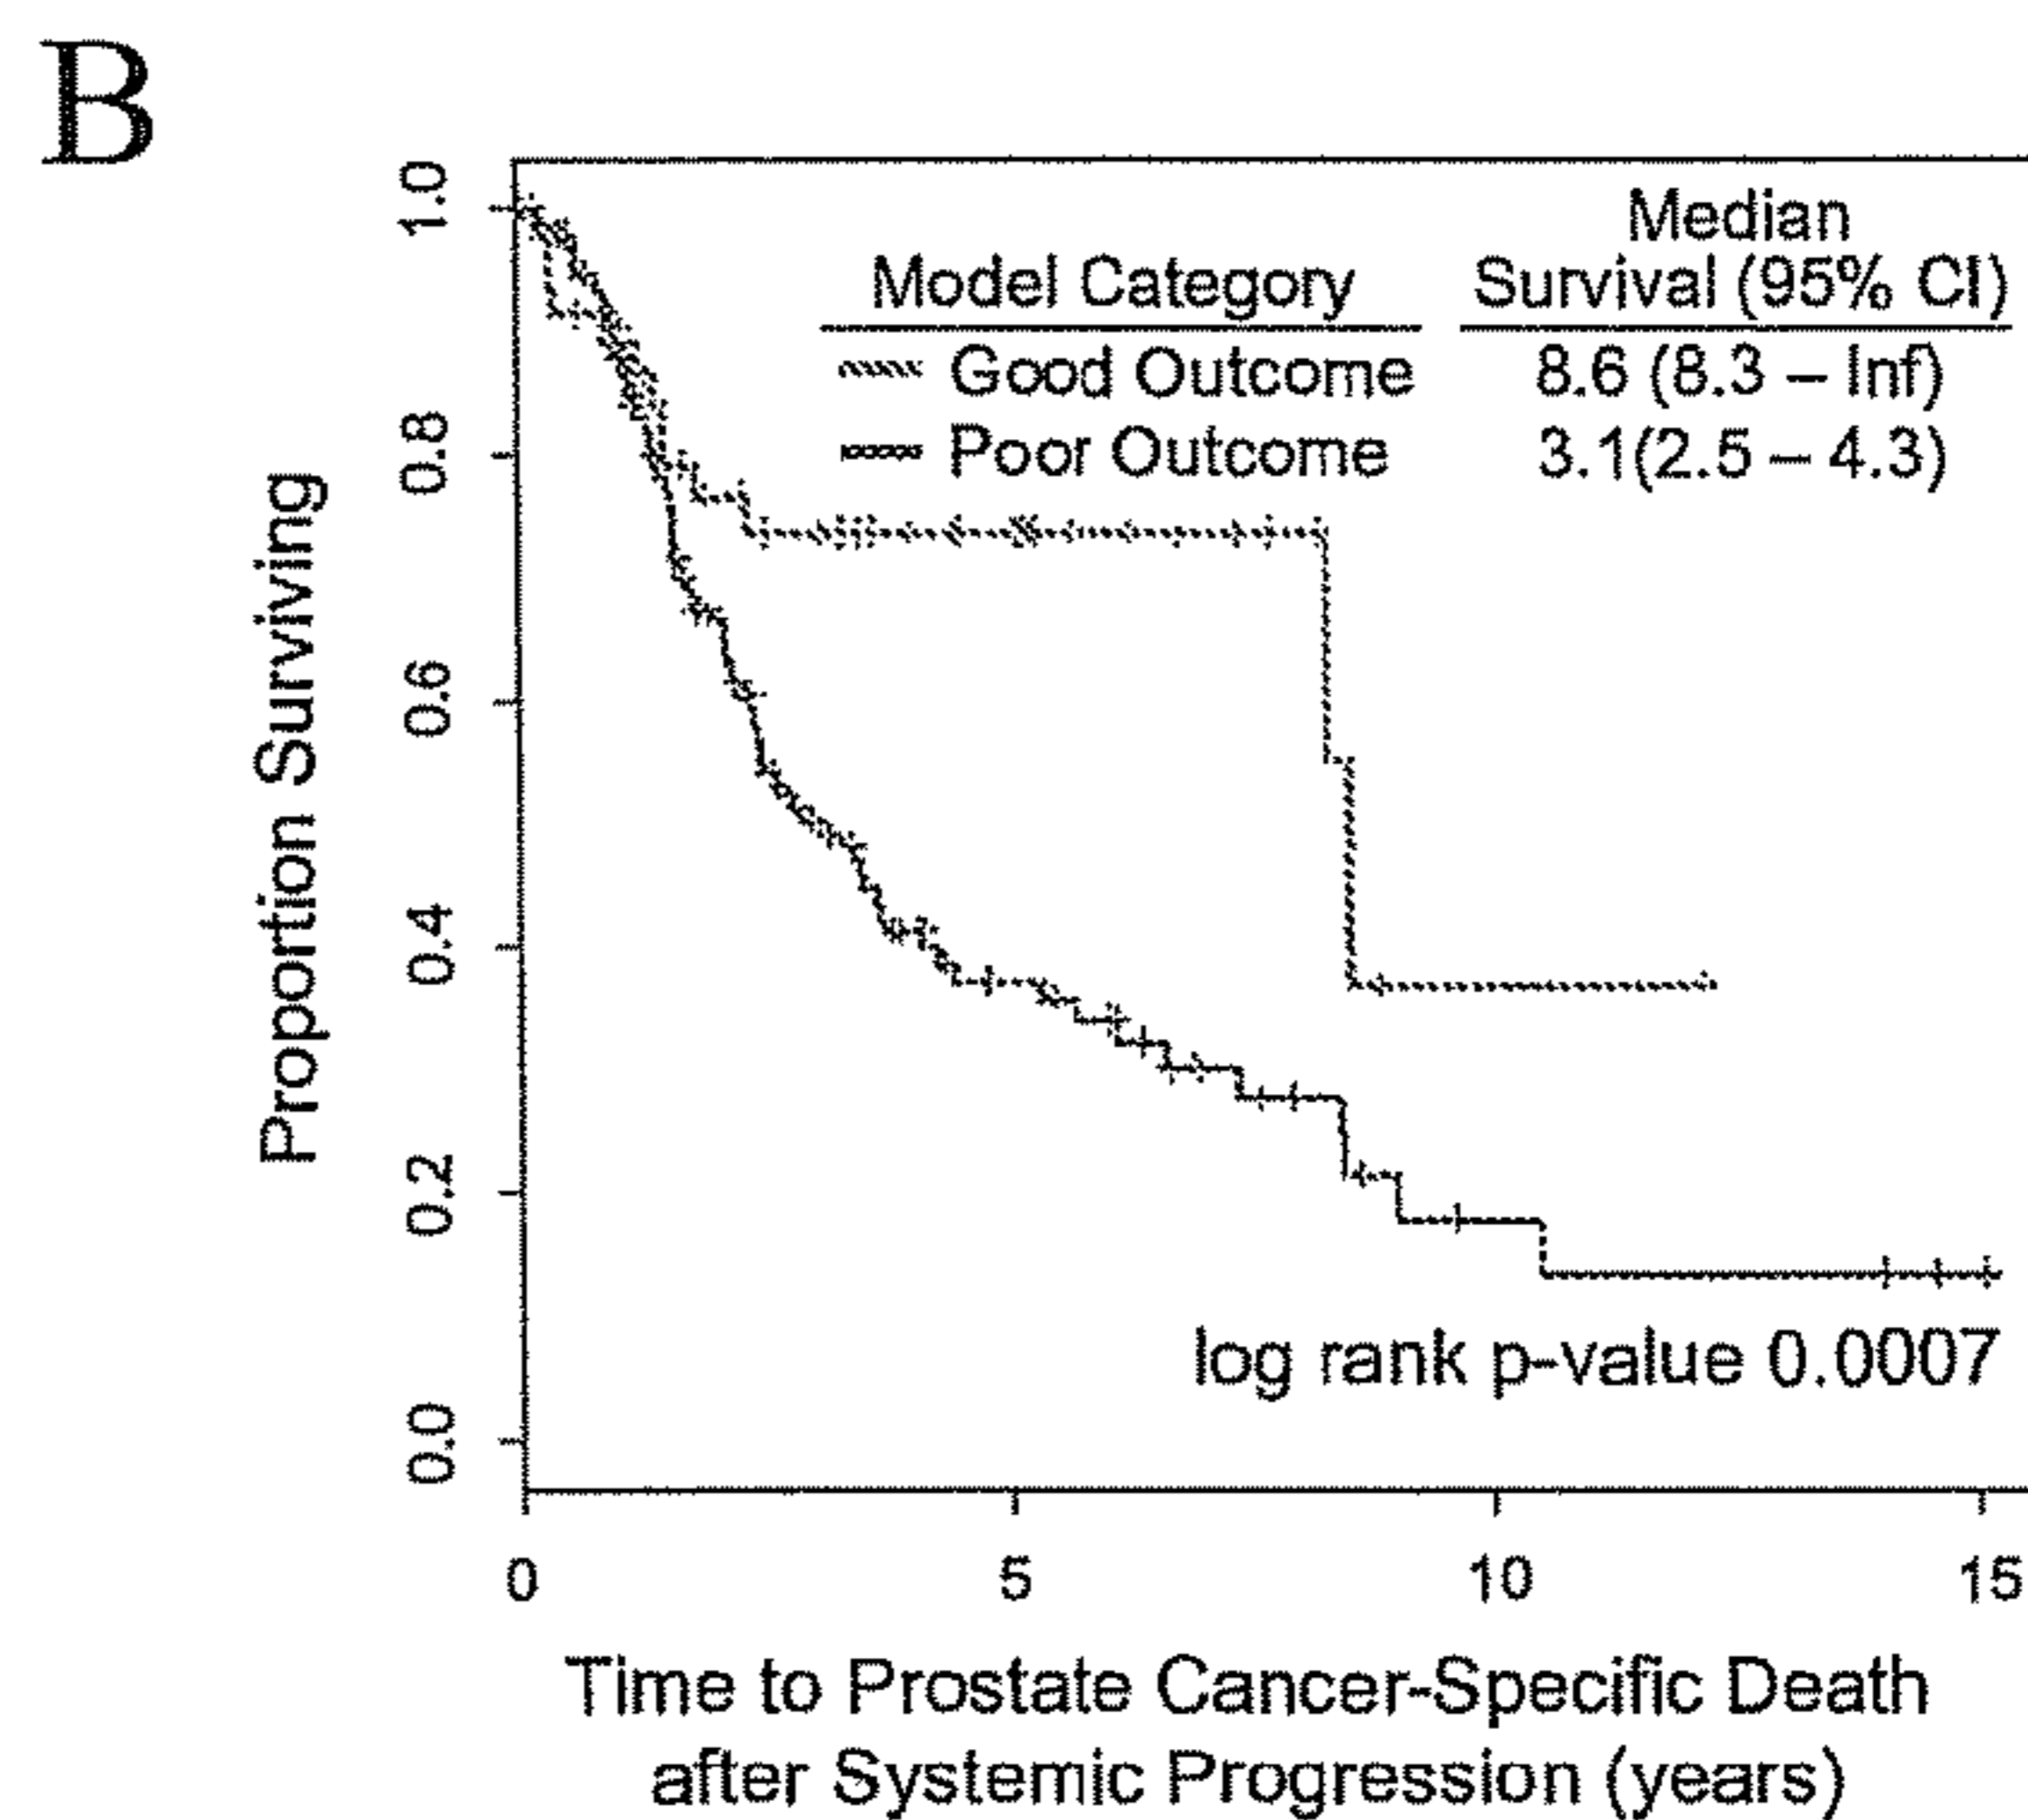 B
Median
Model Category Survival (95% CI)
Good Outcome 8.6 (8.3 – Inf)
Poor Outcome 3.1(2.5 – 4.3)
Proportion Surviving
1.0
0.8
0.6
0.4
0.2
0.0
log rank p-value 0.0007
0 5 10 15
Time to Prostate Cancer-Specific Death
after Systemic Progression (years)